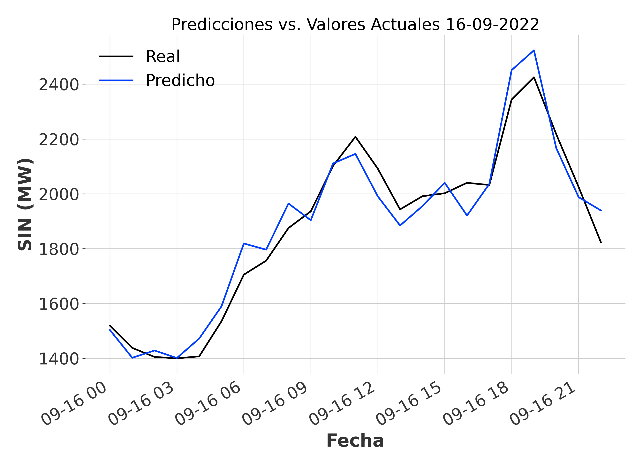 Predicciones vs. Valores Actuales 16-09-2022
Real
Predicho
2400
2200
2000
1800
1600
1400
SIN (MW)
09-16 00
09-16 03
09-16 06
09-16 09
09-16 12
09-16 15
09-16 18
09-16 21
Fecha